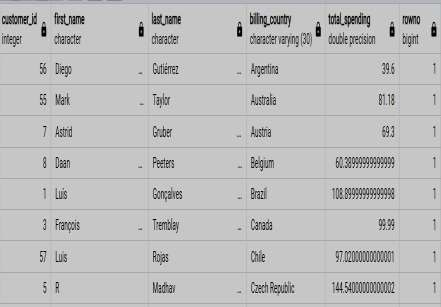 customer_id first_name last_name billing_country total_spending rowno
integer character character character varying (30) double precision bigint
56 Diego ... Gutiérrez ... Argentina 39.6 1
55 Mark ... Taylor ... Australia 81.18 1
7 Astrid Gruber ... Austria 69.3 1
8 Daan ... Peeters ... Belgium 60.38999999999999 1
1 Luís Gonçalves ... Brazil 108.89999999999998 1
3 François ... Tremblay ... Canada 99.99 1
57 Luis Rojas ... Chile 97.02000000000001 1
5 R Madhav ... Czech Republic 144.54000000000002 1